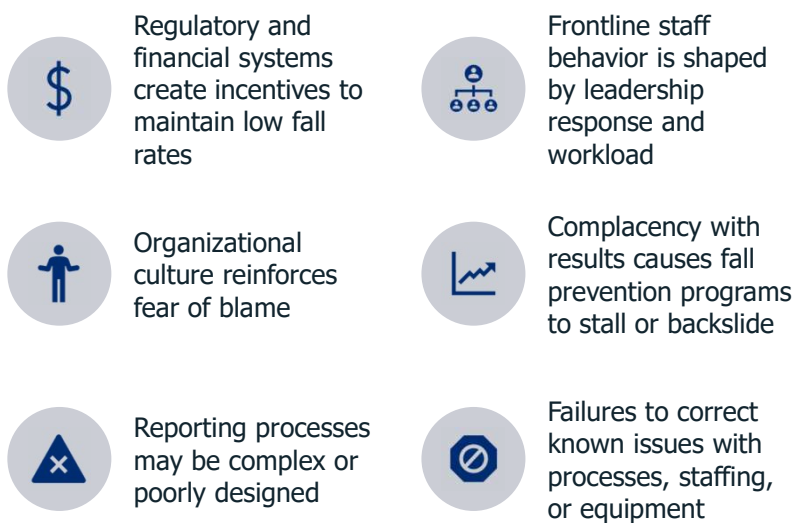 Regulatory and
financial systems
create incentives to
maintain low fall
rates
Frontline staff
behavior is shaped
by leadership
response and
workload
Organizational
culture reinforces
fear of blame
Complacency with
results causes fall
prevention programs
to stall or backslide
Reporting processes
may be complex or
poorly designed
Failures to correct
known issues with
processes, staffing,
or equipment